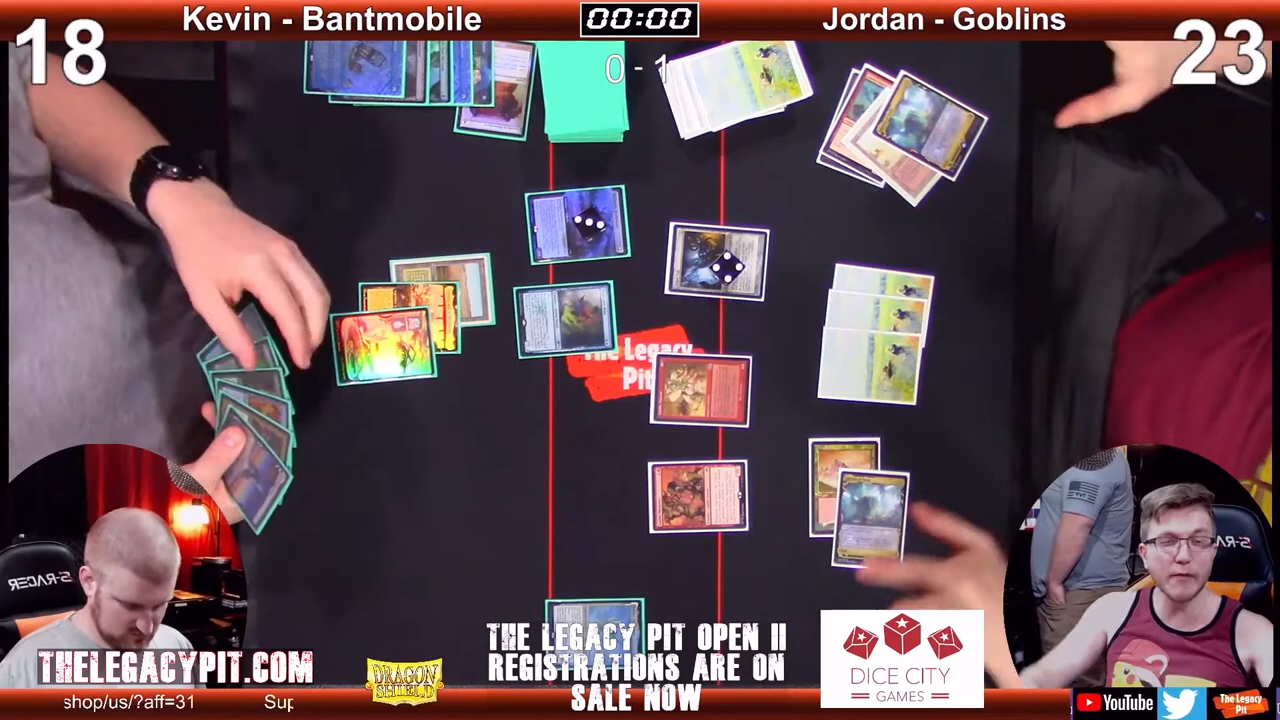 Kevin - Bantmobile
00:00
Jordan - Goblins
18
23
0 - 1
The Legacy
Pit
S-RACER
THELEGACYPIT.COM
shop/us/?aff=31 Sup
DRAGON
SHIELD
THE LEGACY PIT OPEN II
REGISTRATIONS ARE ON
SALE NOW
DICE CITY
GAMES
YouTube
The Legacy
Pit